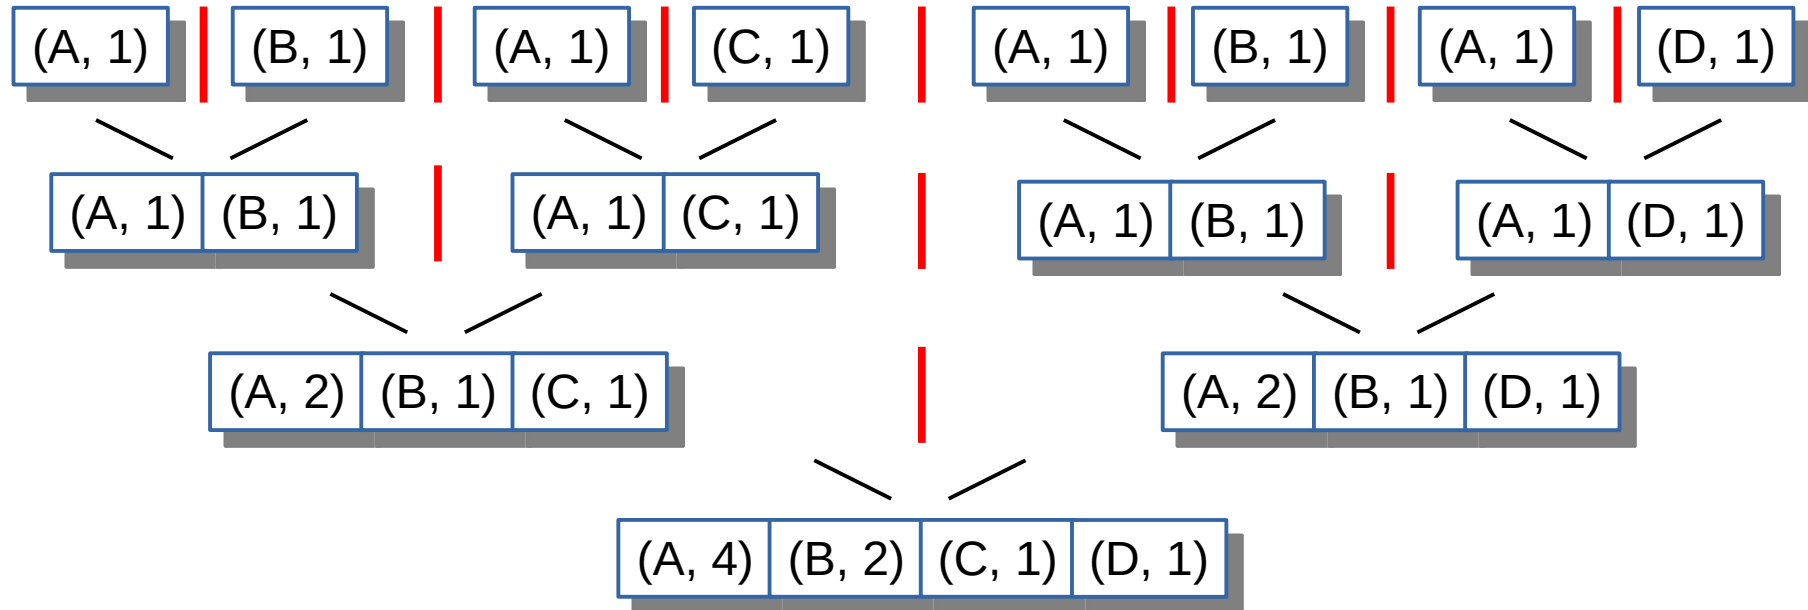 (A, 1) (B, 1) (A, 1) (C, 1) (A, 1) (B, 1) (A, 1) (D, 1)
(A, 1) (B, 1) (A, 1) (C, 1) (A, 1) (B, 1) (A, 1) (D, 1)
(A, 2) (B, 1) (C, 1) (A, 2) (B, 1) (D, 1)
(A, 4) (B, 2) (C, 1) (D, 1)